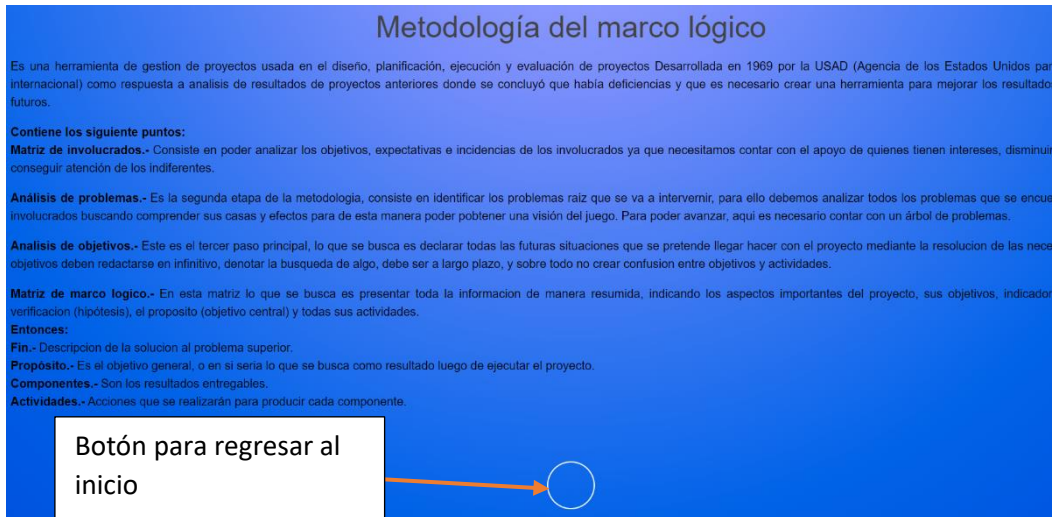 Metodología del marco lógico
Es una herramienta de gestion de proyectos usada en el diseño, planificación, ejecución y evaluación de proyectos Desarrollada en 1969 por la USAD (Agencia de los Estados Unidos par
internacional) como respuesta a analisis de resultados de proyectos anteriores donde se concluyó que había deficiencias y que es necesario crear una herramienta para mejorar los resultado
futuros.
Contiene los siguiente puntos:
Matriz de involucrados.- Consiste en poder analizar los objetivos, expectativas e incidencias de los involucrados ya que necesitamos contar con el apoyo de quienes tienen intereses, disminuir
conseguir atención de los indiferentes.
Análisis de problemas.- Es la segunda etapa de la metodologia, consiste en identificar los problemas raiz que se va a intervernir, para ello debemos analizar todos los problemas que se encue
involucrados buscando comprender sus casas y efectos para de esta manera poder pobtener una visión del juego. Para poder avanzar, aqui es necesario contar con un árbol de problemas.
Analisis de objetivos.- Este es el tercer paso principal, lo que se busca es declarar todas las futuras situaciones que se pretende llegar hacer con el proyecto mediante la resolucion de las nece
objetivos deben redactarse en infinitivo, denotar la busqueda de algo, debe ser a largo plazo, y sobre todo no crear confusion entre objetivos y actividades.
Matriz de marco logico.- En esta matriz lo que se busca es presentar toda la informacion de manera resumida, indicando los aspectos importantes del proyecto, sus objetivos, indicador
verificacion (hipótesis), el proposito (objetivo central) y todas sus actividades.
Entonces:
Fin.- Descripcion de la solucion al problema superior.
Propósito.- Es el objetivo general, o en si seria lo que se busca como resultado luego de ejecutar el proyecto.
Componentes.- Son los resultados entregables.
Actividades.- Acciones que se realizarán para producir cada componente.
Botón para regresar al
inicio